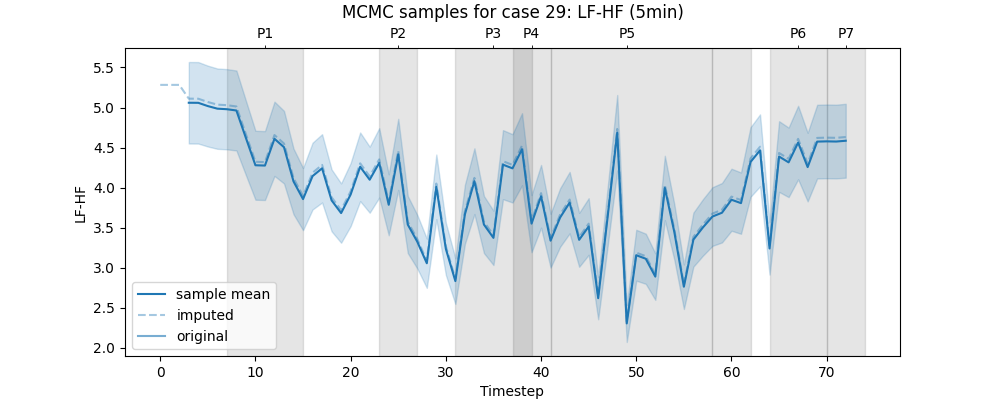 MCMC samples for case 29: LF-HF (5min)
P1 P2 P3 P4 P5 P6 P7
5.5
5.0
4.5
4.0
3.5
3.0
2.5
2.0
LF-HF
sample mean
imputed
original
0 10 20 30 40 50 60 70
Timestep